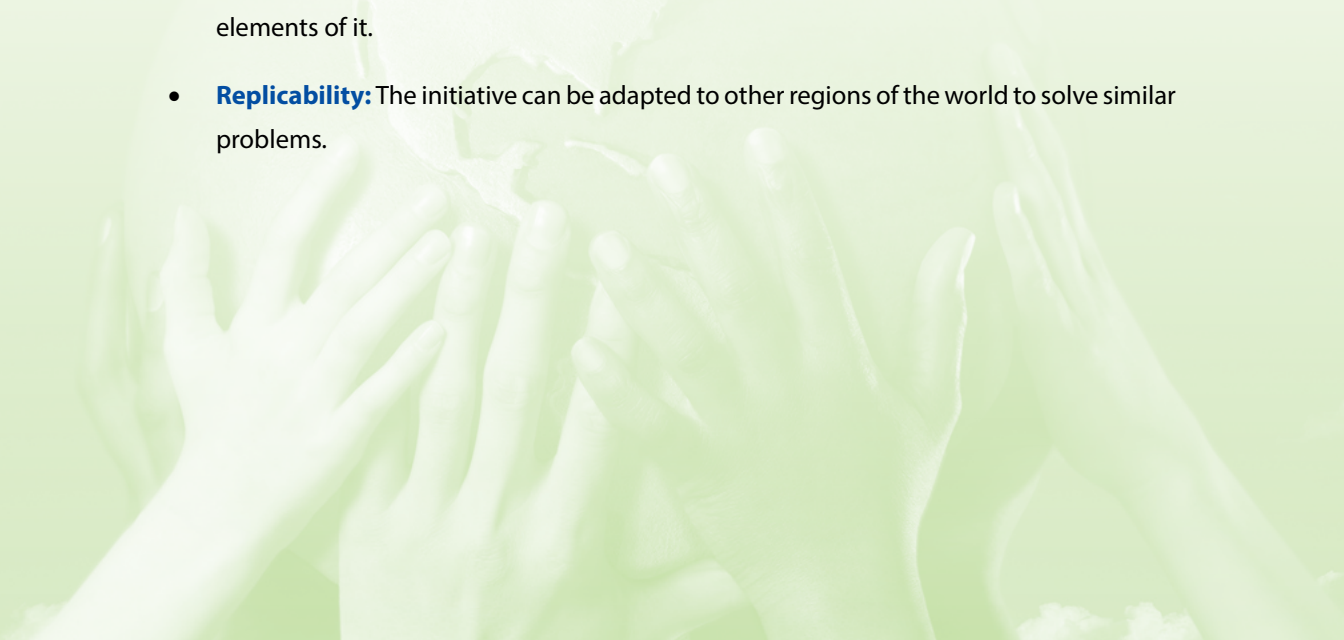 elements of it.
• Replicability: The initiative can be adapted to other regions of the world to solve similar
problems.